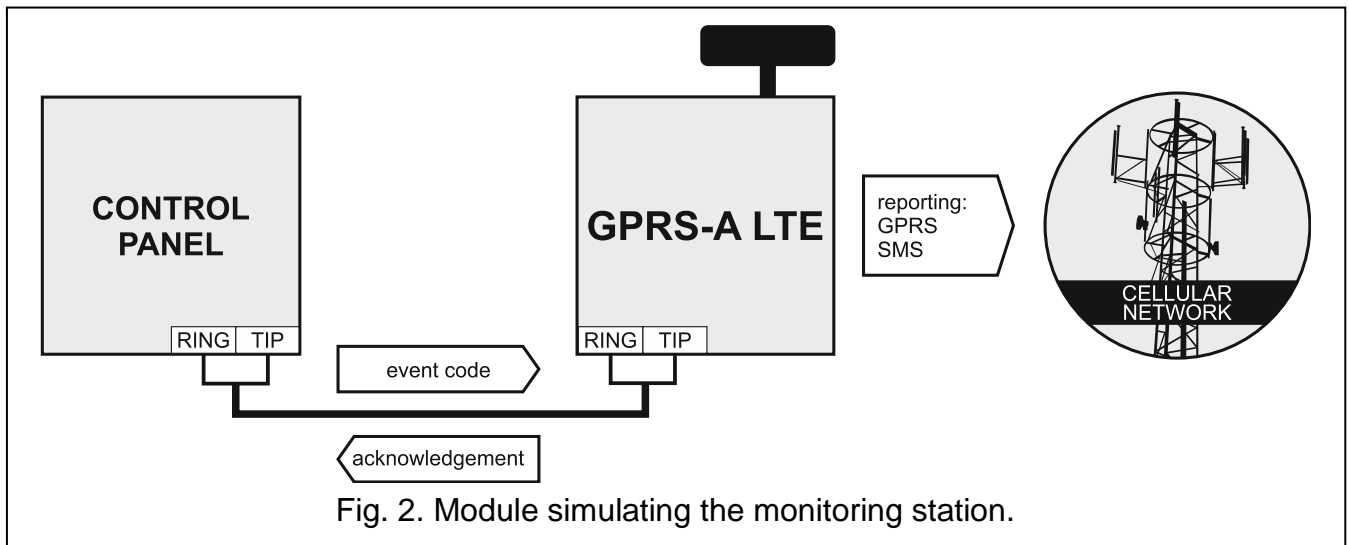 CONTROL
PANEL
RING TIP
GPRS-A LTE
RING TIP
event code
acknowledgement
reporting:
GPRS
SMS
CELLULAR
NETWORK
Fig. 2. Module simulating the monitoring station.